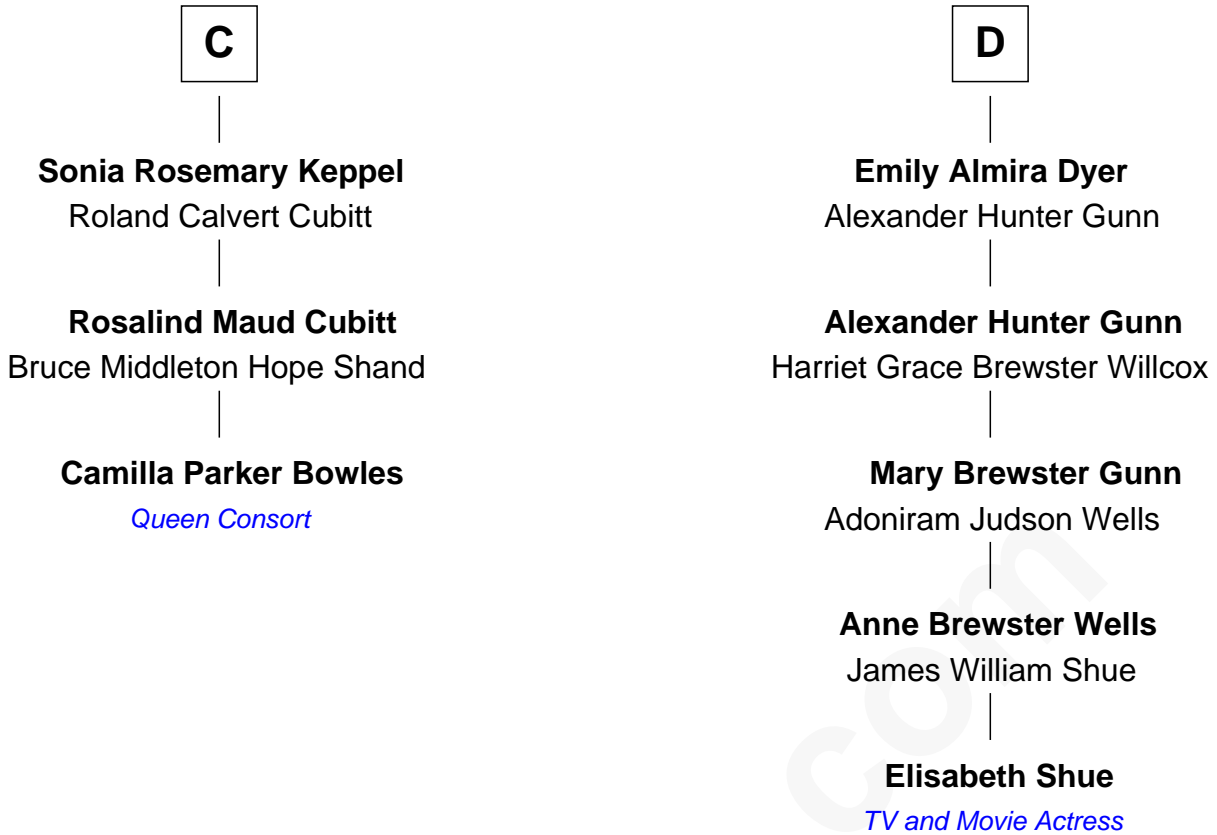 C
Sonia Rosemary Keppel
Roland Calvert Cubitt
Rosalind Maud Cubitt
Bruce Middleton Hope Shand
Camilla Parker Bowles
Queen Consort
D
Emily Almira Dyer
Alexander Hunter Gunn
Alexander Hunter Gunn
Harriet Grace Brewster Willcox
Mary Brewster Gunn
Adoniram Judson Wells
Anne Brewster Wells
James William Shue
Elisabeth Shue
TV and Movie Actress
com